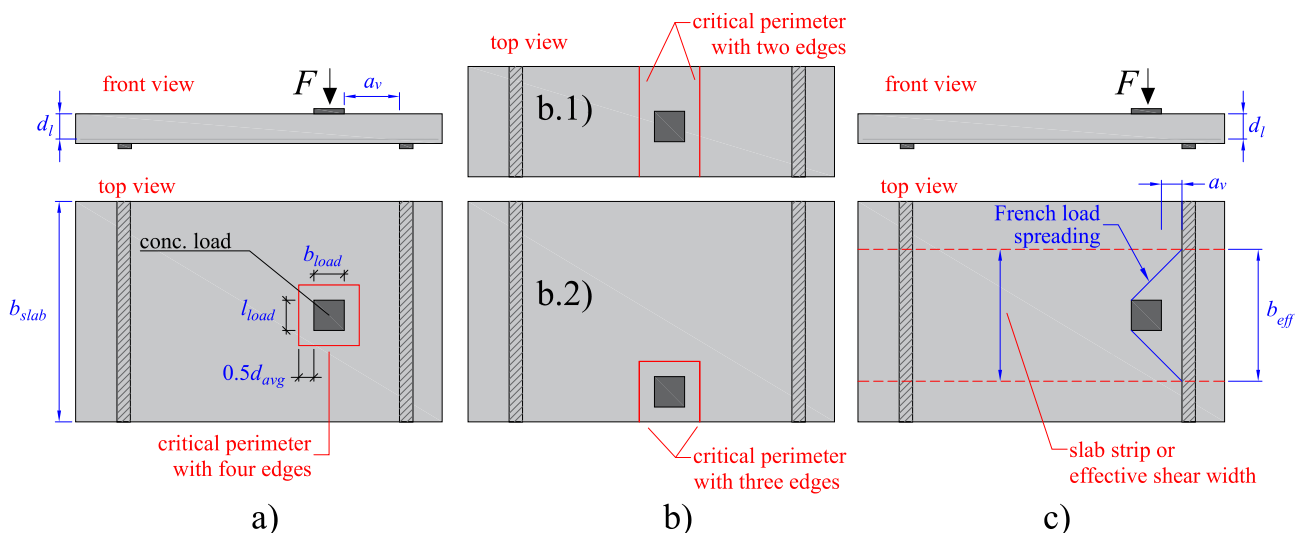 front view
F
a_v
d_l
top view
conc. load
b_load
l_load
b_slab
0.5d_avg
critical perimeter
with four edges
a)
critical perimeter
with two edges
top view
b.1)
b.2)
critical perimeter
with three edges
b)
front view
F
d_l
top view
a_v
French load
spreading
b_eff
slab strip or
effective shear width
c)